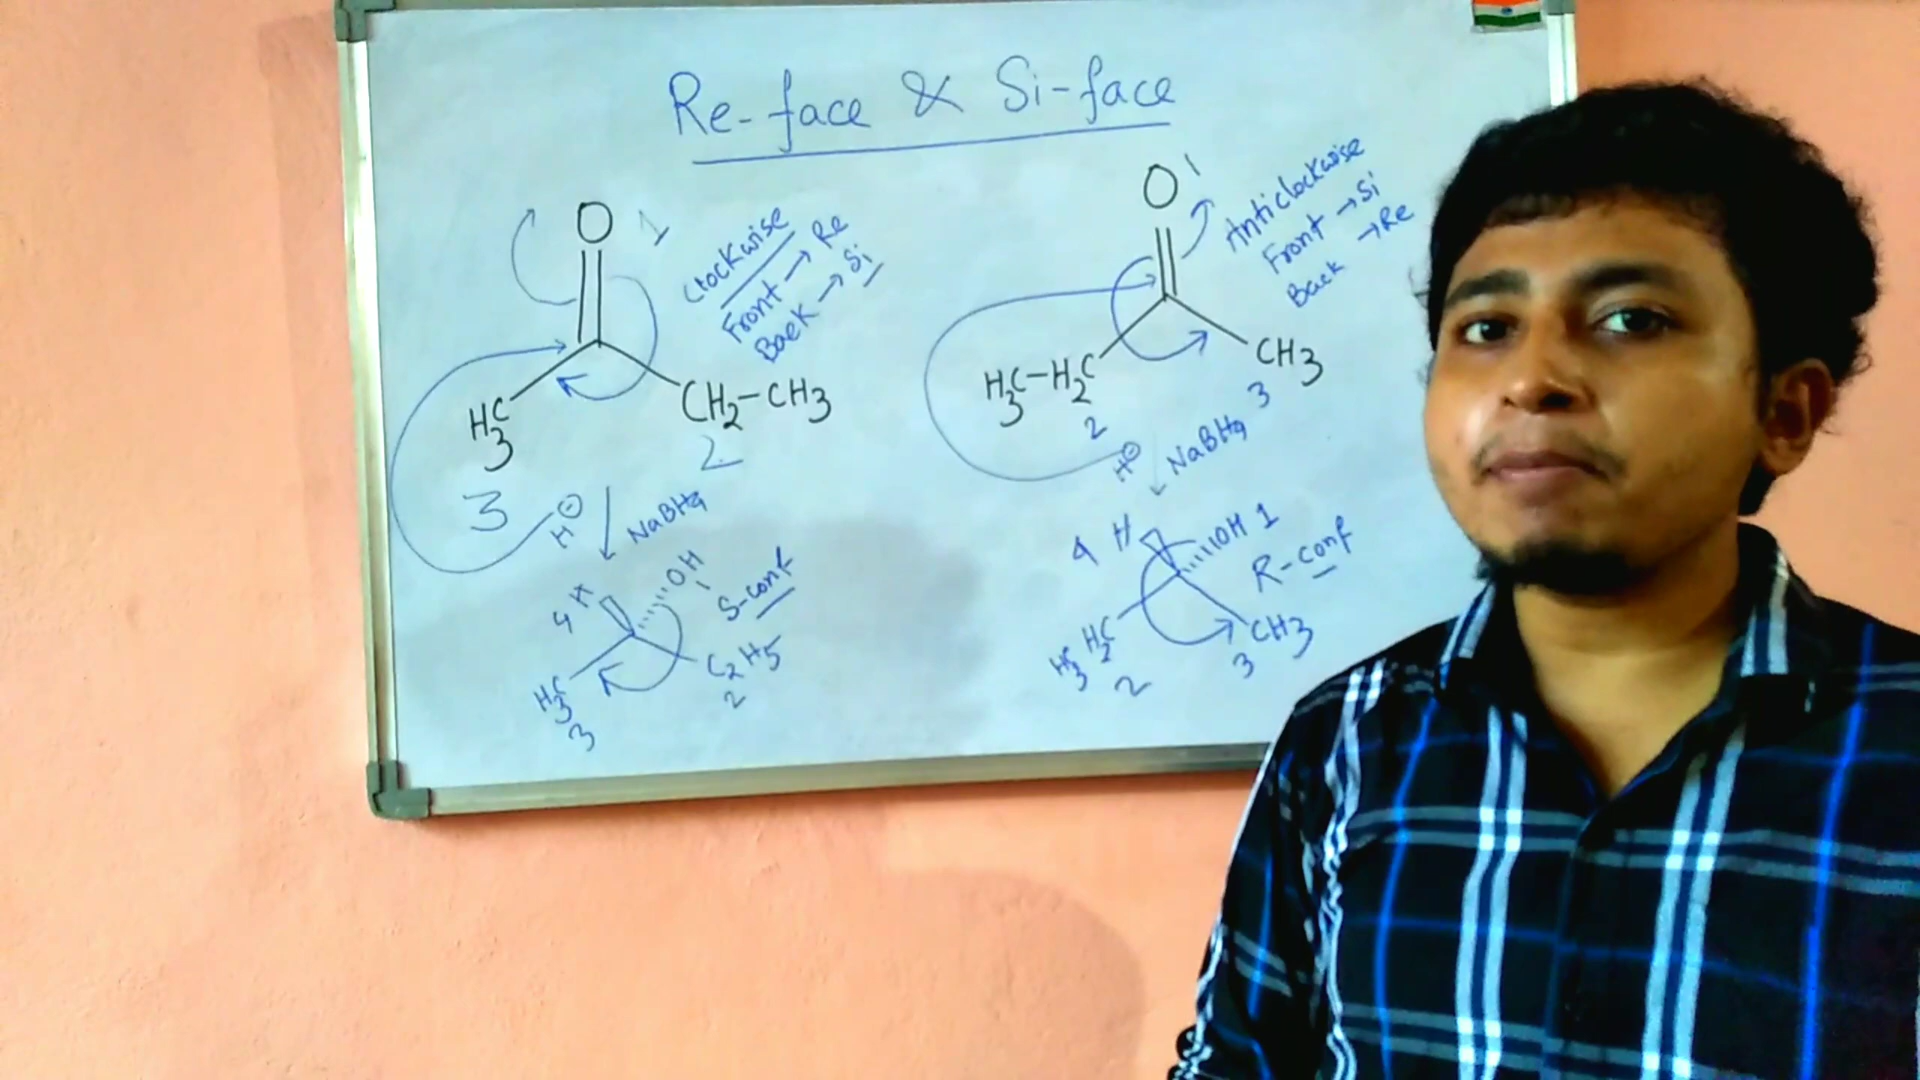 Re-face & Si-face
O 1
Clockwise
Front → Re
Back → Si
H3C
3
CH2-CH3
2
H⊖
NaBH4
4 H
OH
1
S-conf
H3C
3
C2H5
2
O 1
Anticlockwise
Front → Si
Back → Re
H3C-H2C
2
CH3
3
H⊖
NaBH4
4 H
OH 1
R-conf
H3C H2C
2
CH3
3